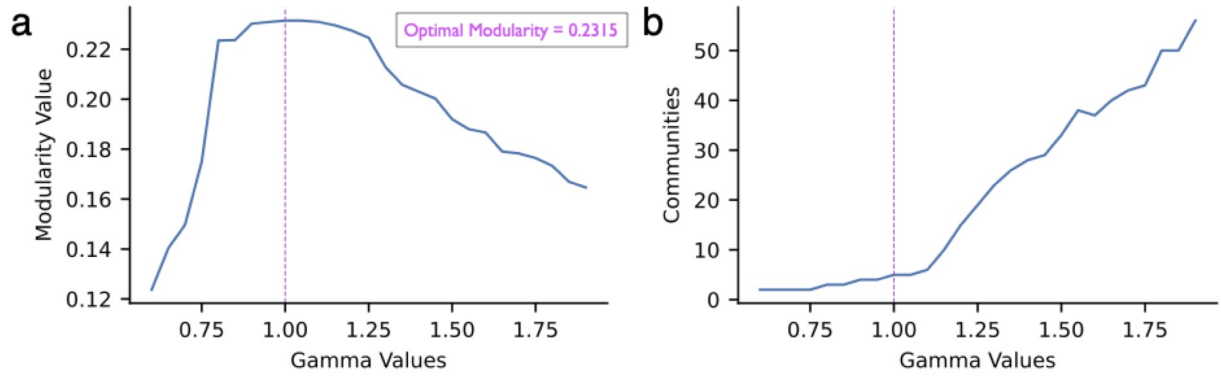 a
Optimal Modularity = 0.2315
0.22
0.20
0.18
0.16
0.14
0.12
Modularity Value
0.75 1.00 1.25 1.50 1.75
Gamma Values
b
50
40
30
20
10
0
Communities
0.75 1.00 1.25 1.50 1.75
Gamma Values